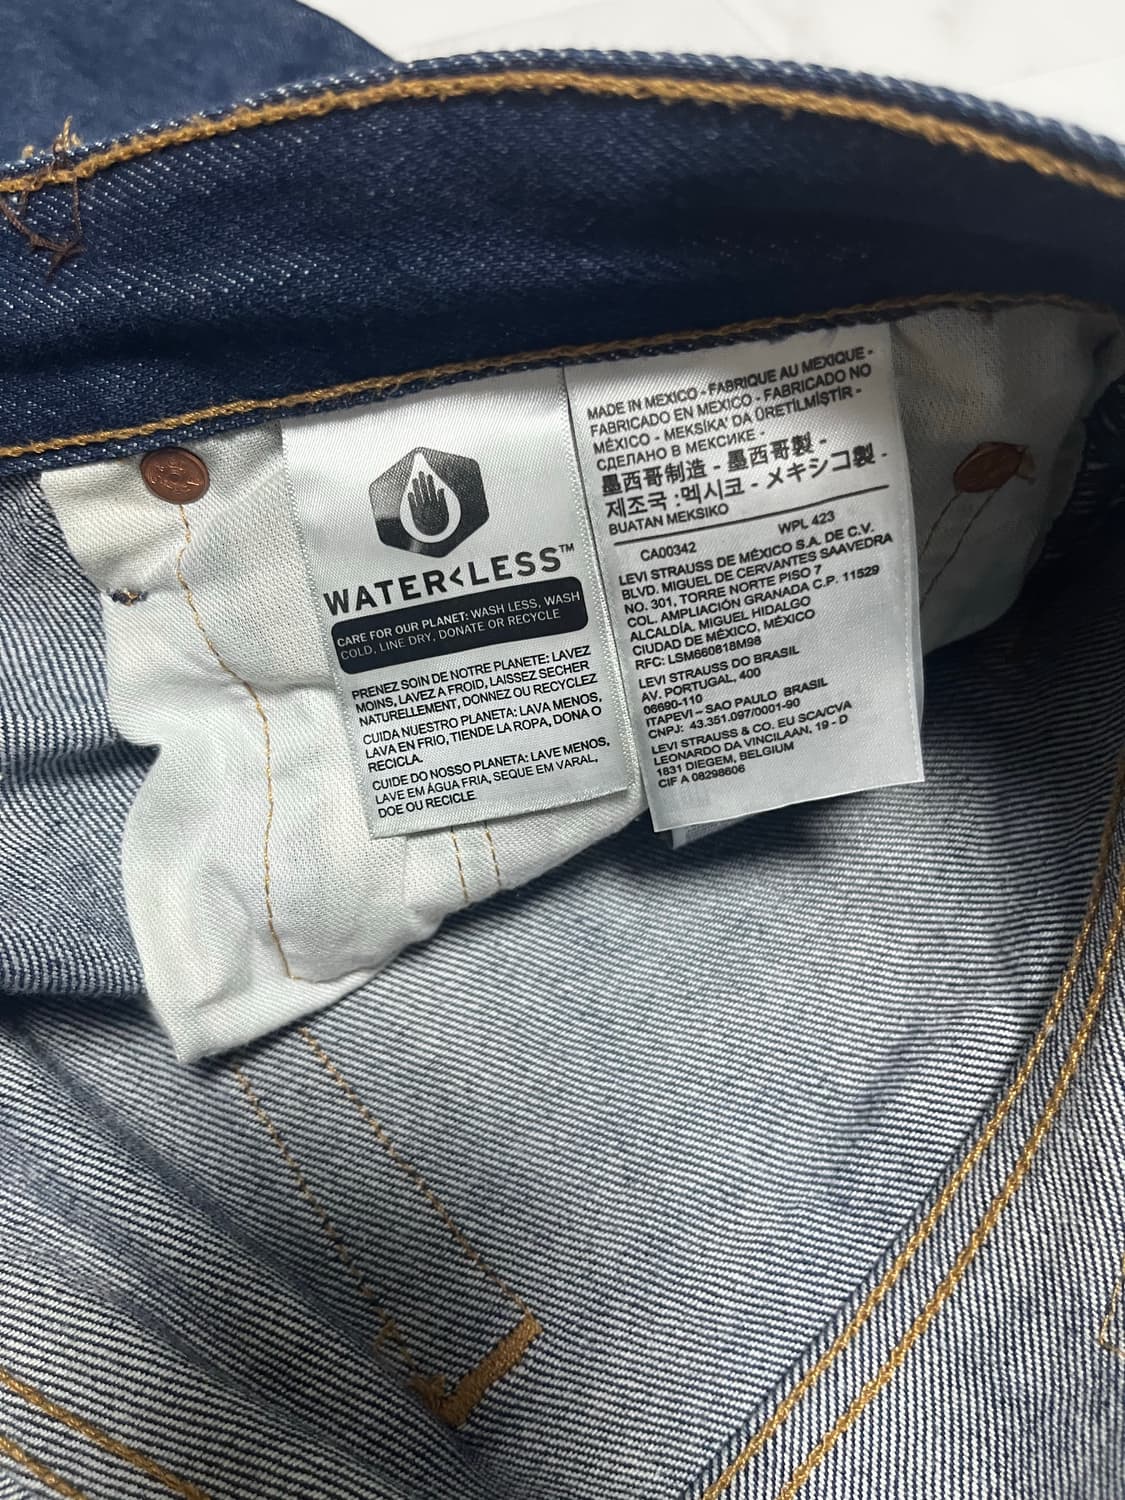 WATER<LESS™
CARE FOR OUR PLANET: WASH LESS, WASH
COLD, LINE DRY, DONATE OR RECYCLE
PRENEZ SOIN DE NOTRE PLANETE: LAVEZ
MOINS, LAVEZ A FROID, LAISSEZ SECHER
NATURELLEMENT, DONNEZ OU RECYCLEZ
CUIDA NUESTRO PLANETA: LAVA MENOS,
LAVA EN FRIO, TIENDE LA ROPA, DONA O
RECICLA.
CUIDE DO NOSSO PLANETA: LAVE MENOS,
LAVE EM ÁGUA FRIA, SEQUE EM VARAL,
DOE OU RECICLE
MADE IN MEXICO - FABRIQUE AU MEXIQUE -
FABRICADO EN MEXICO - FABRICADO NO
MÉXICO - MEKSİKA' DA ÜRETİLMİŞTİR -
СДЕЛАНО В МЕКСИКЕ -
墨西哥制造 - 墨西哥製 -
제조국 :멕시코 - メキシコ製 -
BUATAN MEKSIKO
CA00342 WPL 423
LEVI STRAUSS DE MÉXICO S.A. DE C.V.
BLVD. MIGUEL DE CERVANTES SAAVEDRA
NO. 301, TORRE NORTE PISO 7
COL. AMPLIACIÓN GRANADA C.P. 11529
ALCALDÍA. MIGUEL HIDALGO
CIUDAD DE MÉXICO, MÉXICO
RFC: LSM660818M98
LEVI STRAUSS DO BRASIL
AV. PORTUGAL, 400
06690-110
ITAPEVI – SAO PAULO BRASIL
CNPJ: 43.351.097/0001-90
LEVI STRAUSS & CO. EU SCA/CVA
LEONARDO DA VINCILAAN, 19 - D
1831 DIEGEM, BELGIUM
CIF A 08298606